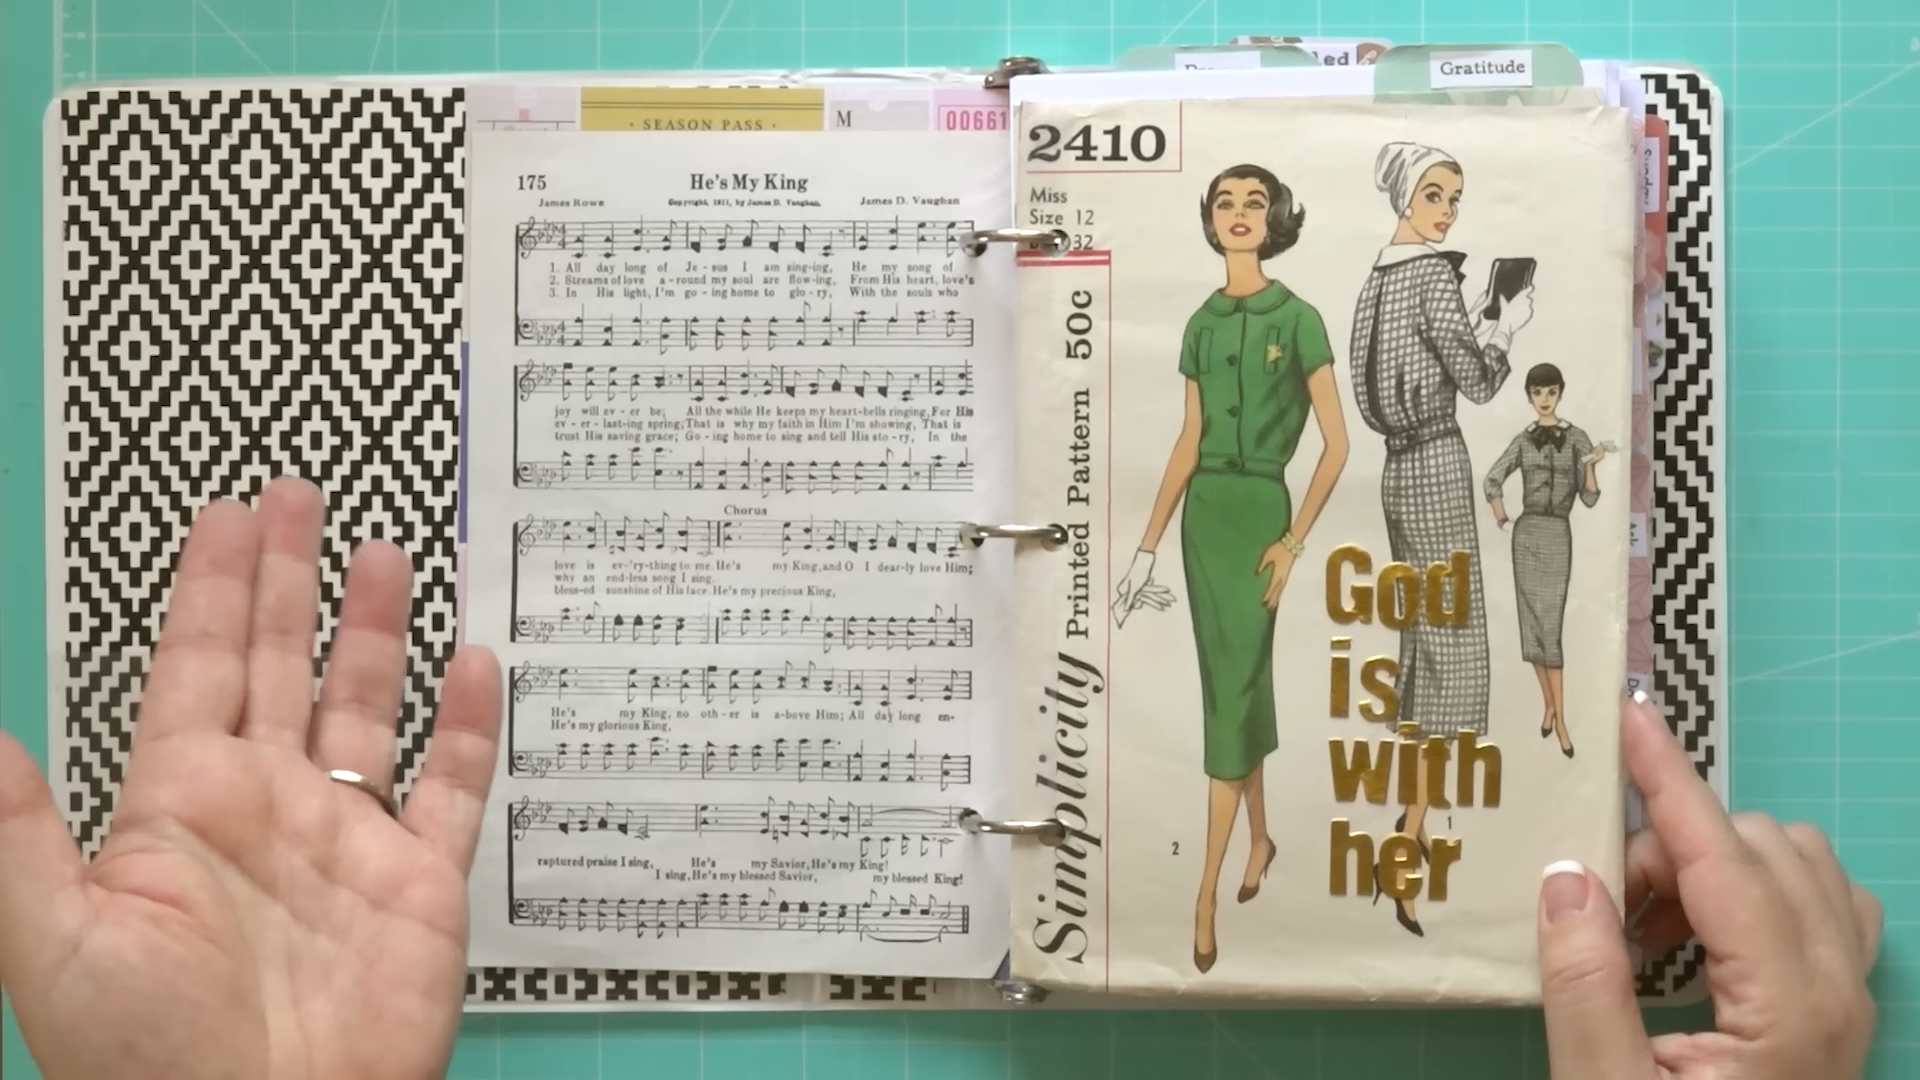 · SEASON PASS ·
M
00661
175
He's My King
James Rowe
Copyright, 1911, by James D. Vaughan.
James D. Vaughan
1. All day long of Je - sus I am sing-ing, He my song of
2. Streams of love a - round my soul are flow-ing, From His heart, love's
3. In His light, I'm go - ing home to glo - ry, With the souls who
joy will ev - er be; All the while He keeps my heart-bells ringing, For His
ev - er - last-ing spring; That is why my faith in Him I'm showing, That is
trust His saving grace; Go - ing home to sing and tell His sto - ry, In the
Chorus
love is ev-'ry-thing to me. He's my King, and O I dear-ly love Him;
why an end-less song I sing.
bless-ed sunshine of His face. He's my precious King,
He's my King, no oth - er is a-bove Him; All day long en-
He's my glorious King,
raptured praise I sing, He's my Savior, He's my King!
I sing, He's my blessed Savior, my blessed King!
led
Gratitude
2410
Miss
Size 12
32
Simplicity Printed Pattern 50c
God
is
with
her
1
2
Sunday